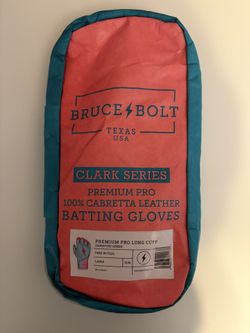 BRUCE BOLT
TEXAS
USA
CLARK SERIES
PREMIUM PRO
100% CABRETTA LEATHER
BATTING GLOVES
PREMIUM PRO LONG CUFF